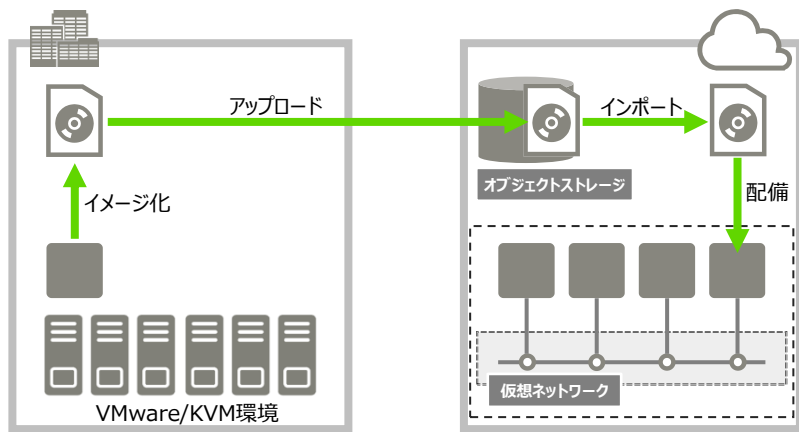 アップロード
インポート
オブジェクトストレージ
イメージ化
配備
仮想ネットワーク
VMware/KVM環境